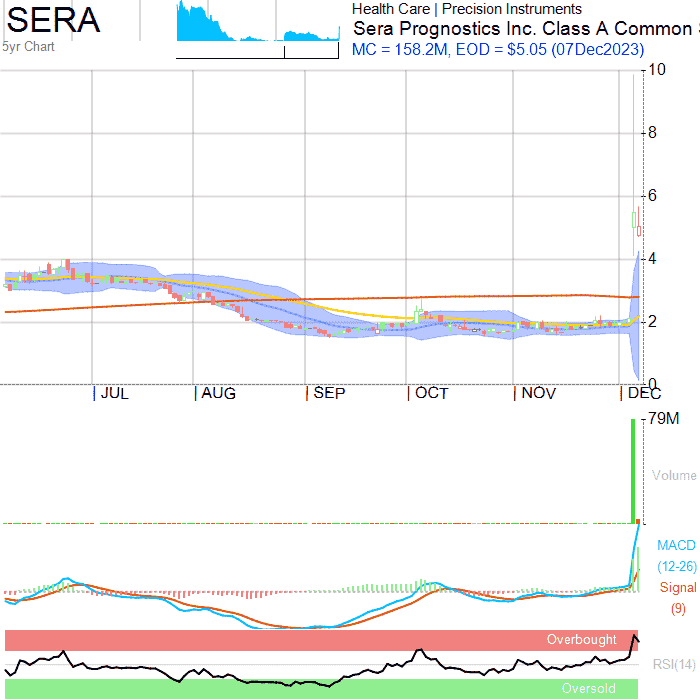 SERA
5yr Chart
Health Care | Precision Instruments
Sera Prognostics Inc. Class A Common
MC = 158.2M, EOD = $5.05 (07Dec2023)
10
8
6
4
2
0
JUL AUG SEP OCT NOV DEC
79M
Volume
MACD
(12-26)
Signal
(9)
Overbought
RSI(14)
Oversold